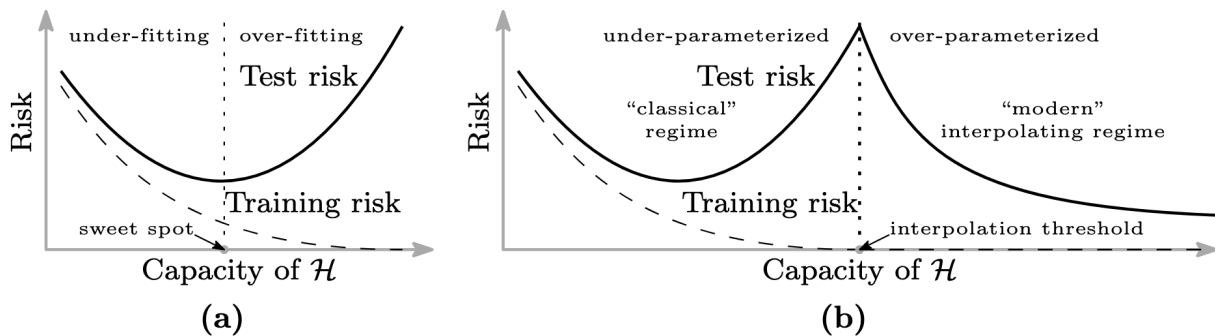 under-fitting
over-fitting
Test risk
Risk
Training risk
sweet spot
Capacity of ℋ
(a)
under-parameterized
over-parameterized
Test risk
“classical”
regime
“modern”
interpolating regime
Risk
Training risk
interpolation threshold
Capacity of ℋ
(b)